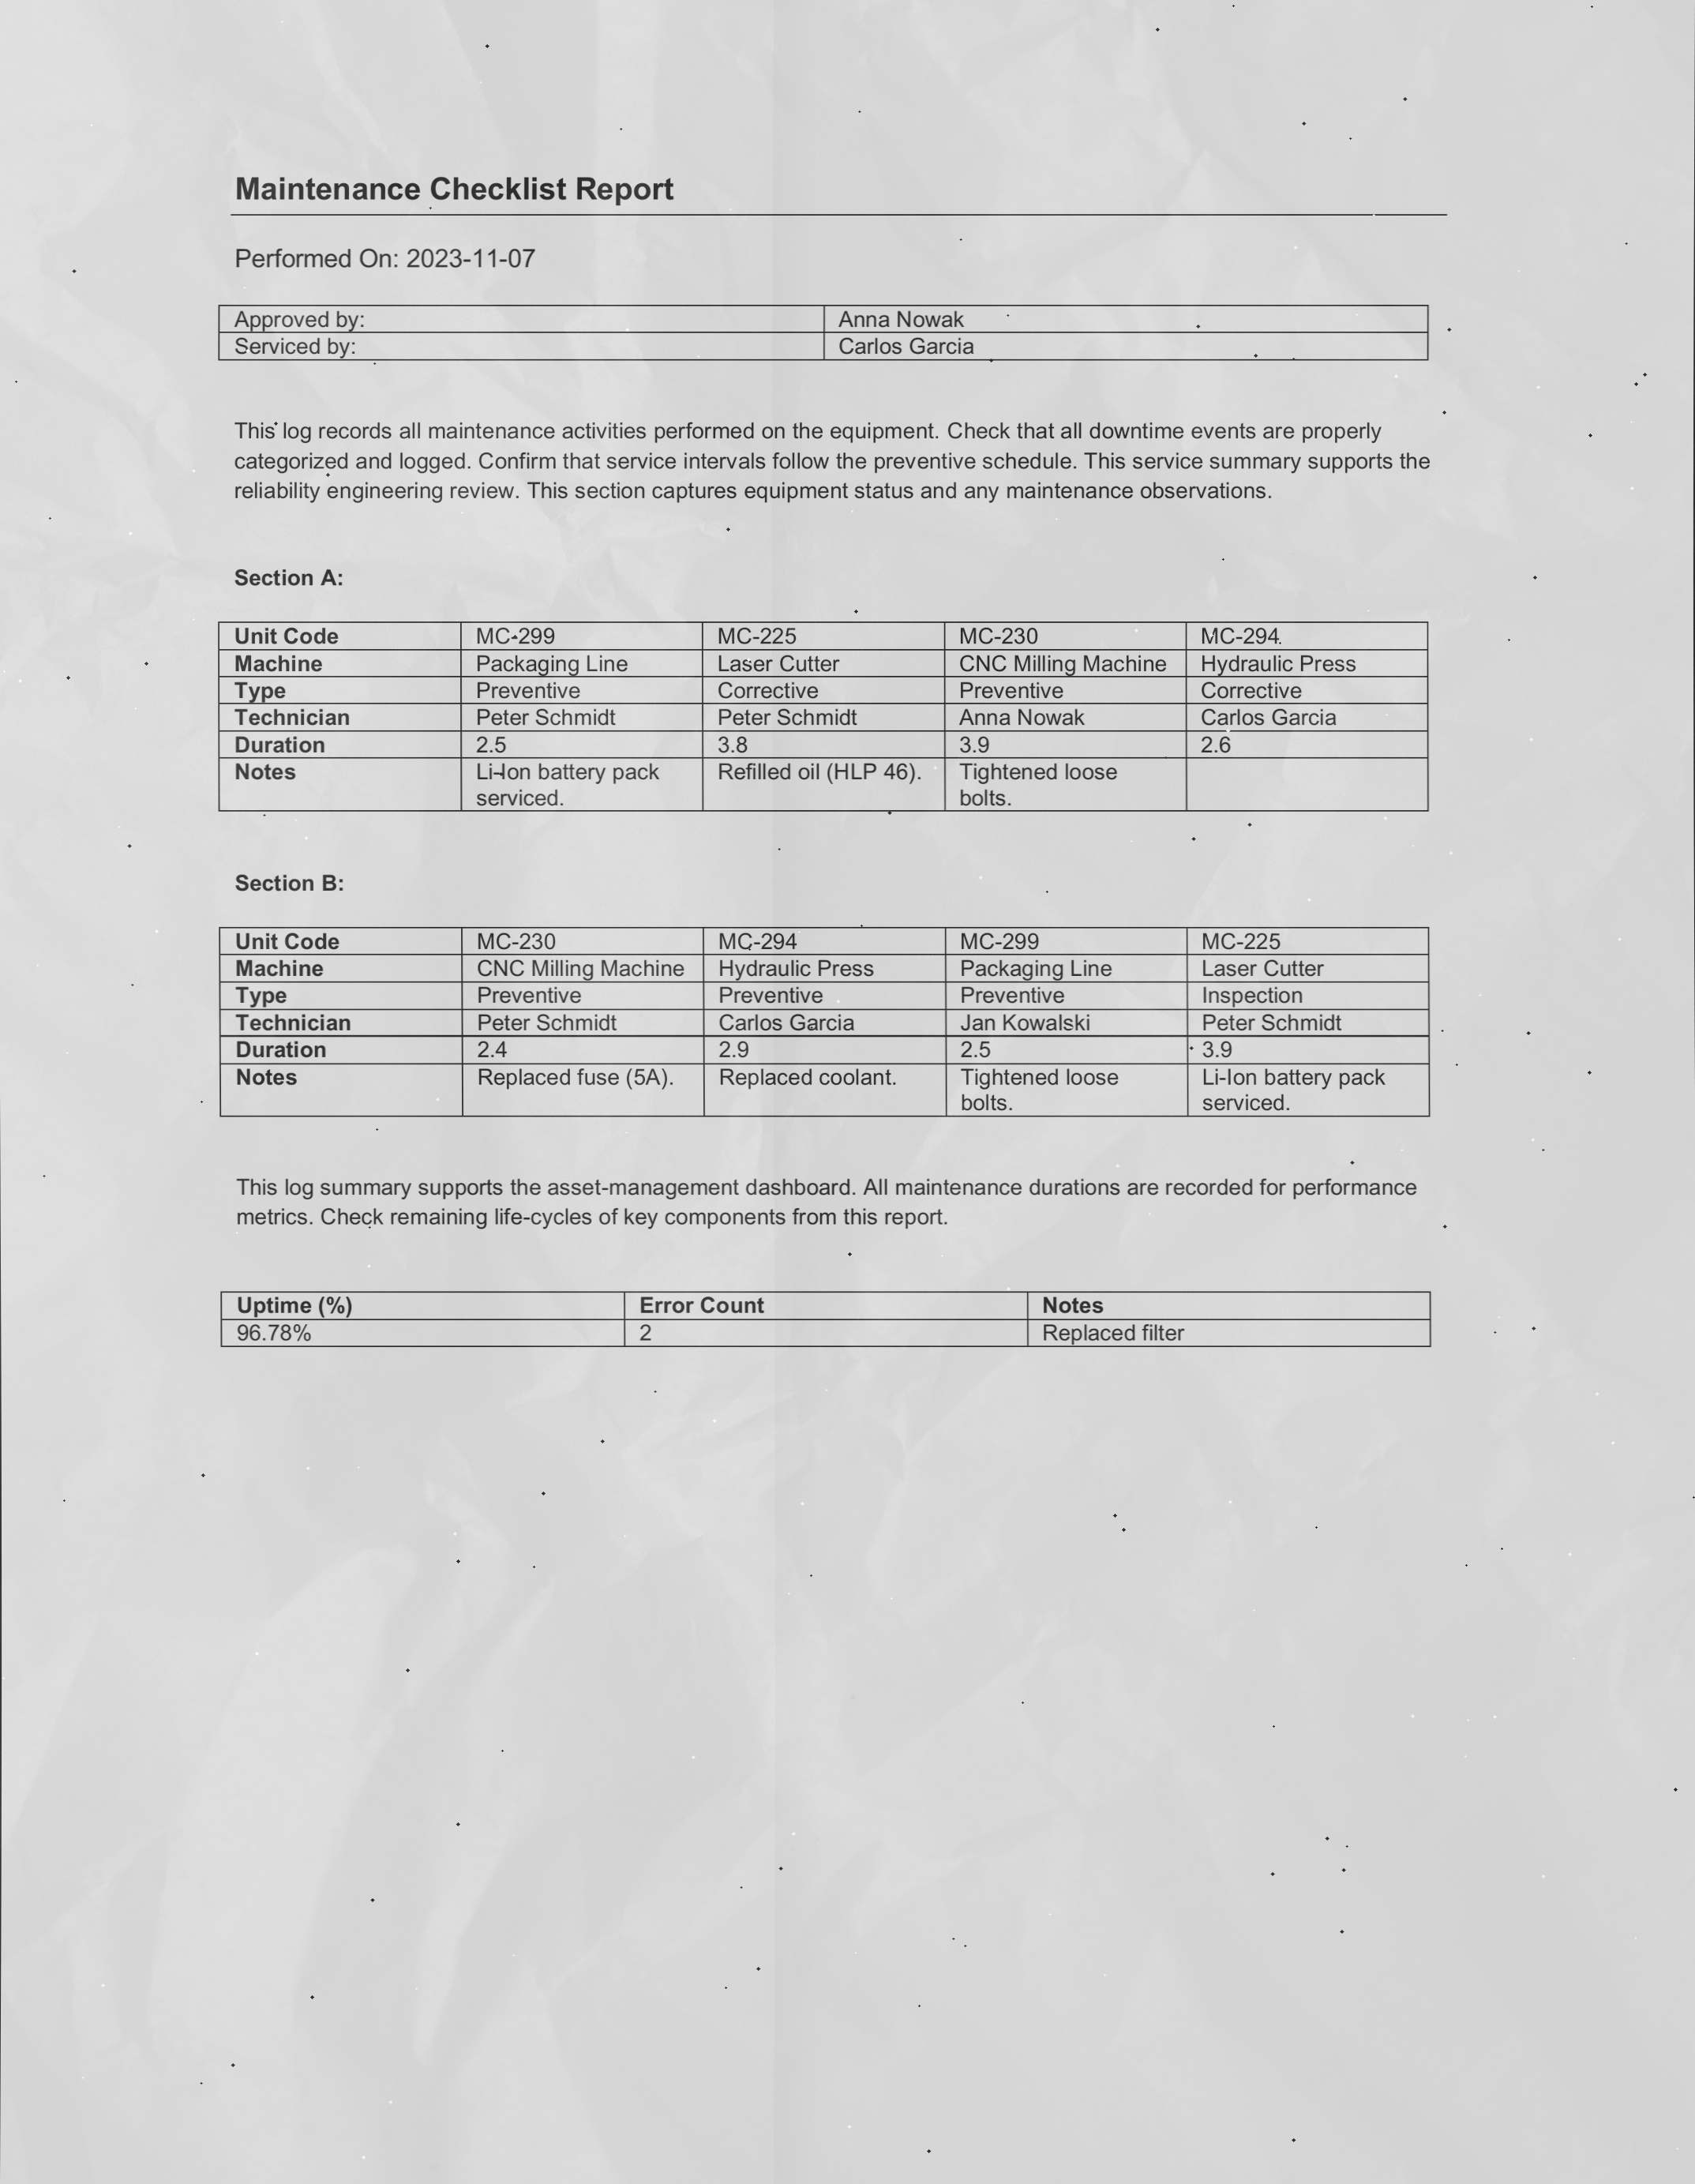 Maintenance Checklist Report
Performed On: 2023-11-07
Approved by: Anna Nowak
Serviced by: Carlos Garcia
This log records all maintenance activities performed on the equipment. Check that all downtime events are properly
categorized and logged. Confirm that service intervals follow the preventive schedule. This service summary supports the
reliability engineering review. This section captures equipment status and any maintenance observations.
Section A:
Unit Code MC-299 MC-225 MC-230 MC-294
Machine Packaging Line Laser Cutter CNC Milling Machine Hydraulic Press
Type Preventive Corrective Preventive Corrective
Technician Peter Schmidt Peter Schmidt Anna Nowak Carlos Garcia
Duration 2.5 3.8 3.9 2.6
Notes Li-Ion battery pack Refilled oil (HLP 46). Tightened loose
serviced. bolts.
Section B:
Unit Code MC-230 MC-294 MC-299 MC-225
Machine CNC Milling Machine Hydraulic Press Packaging Line Laser Cutter
Type Preventive Preventive Preventive Inspection
Technician Peter Schmidt Carlos Garcia Jan Kowalski Peter Schmidt
Duration 2.4 2.9 2.5 3.9
Notes Replaced fuse (5A). Replaced coolant. Tightened loose Li-Ion battery pack
bolts. serviced.
This log summary supports the asset-management dashboard. All maintenance durations are recorded for performance
metrics. Check remaining life-cycles of key components from this report.
Uptime (%) Error Count Notes
96.78% 2 Replaced filter